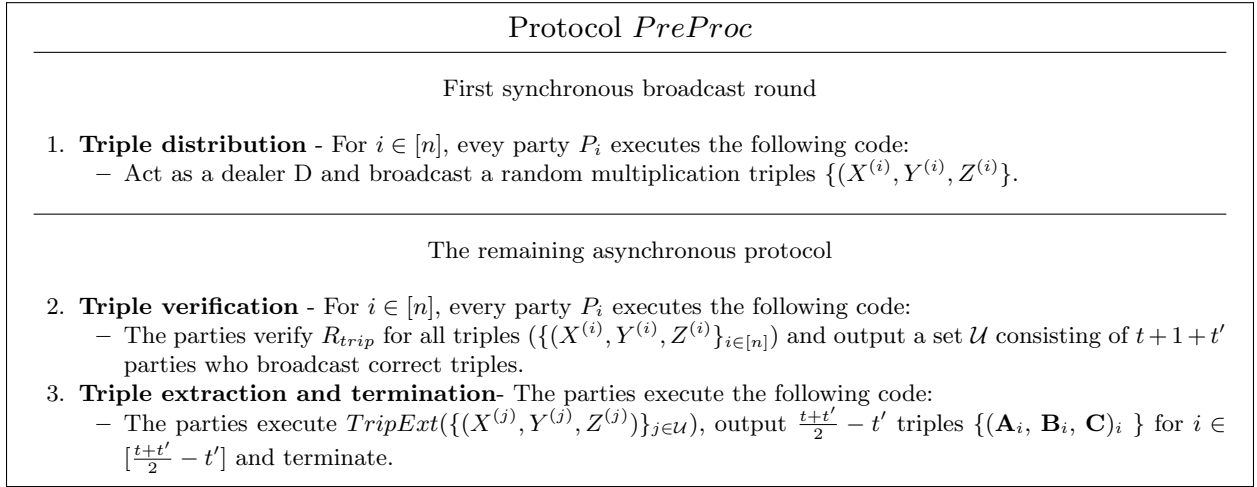 Protocol PreProc
First synchronous broadcast round
1. Triple distribution - For i ∈ [n], evey party P_i executes the following code:
– Act as a dealer D and broadcast a random multiplication triples {(X^{(i)}, Y^{(i)}, Z^{(i)}}.
The remaining asynchronous protocol
2. Triple verification - For i ∈ [n], every party P_i executes the following code:
– The parties verify R_{trip} for all triples ({(X^{(i)}, Y^{(i)}, Z^{(i)}}_{i∈[n]}) and output a set U consisting of t + 1 + t′
parties who broadcast correct triples.
3. Triple extraction and termination- The parties execute the following code:
– The parties execute TripExt({(X^{(j)}, Y^{(j)}, Z^{(j)})}_{j∈U}), output \frac{t+t′}{2} − t′ triples {(A_i, B_i, C)_i } for i ∈
[\frac{t+t′}{2} − t′] and terminate.